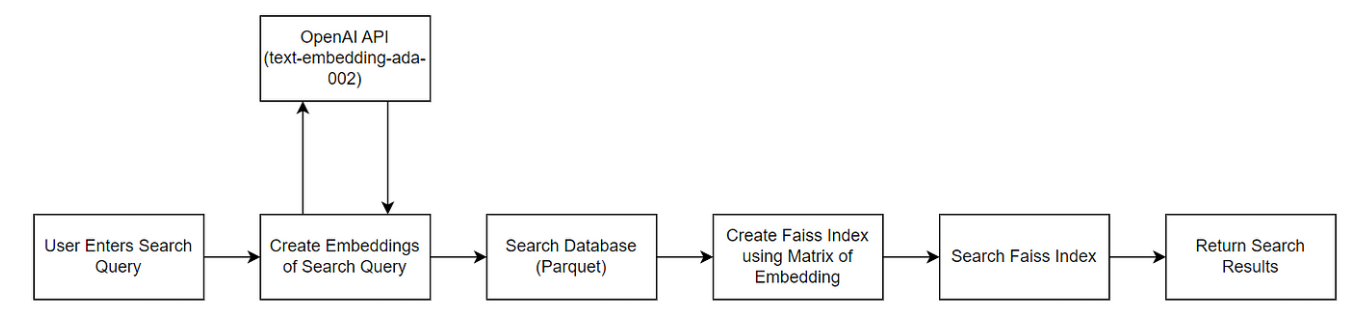 OpenAI API
(text-embedding-ada-
002)
User Enters Search
Query
Create Embeddings
of Search Query
Search Database
(Parquet)
Create Faiss Index
using Matrix of
Embedding
Search Faiss Index
Return Search
Results